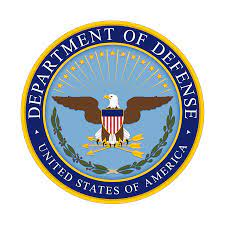 DEPARTMENT OF DEFENSE
UNITED STATES OF AMERICA